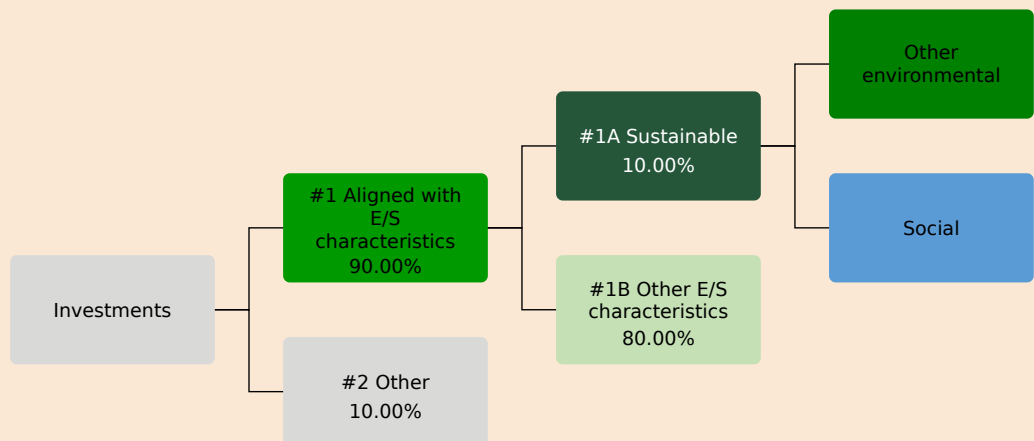 Investments
#1 Aligned with
E/S
characteristics
90.00%
#2 Other
10.00%
#1A Sustainable
10.00%
#1B Other E/S
characteristics
80.00%
Other
environmental
Social